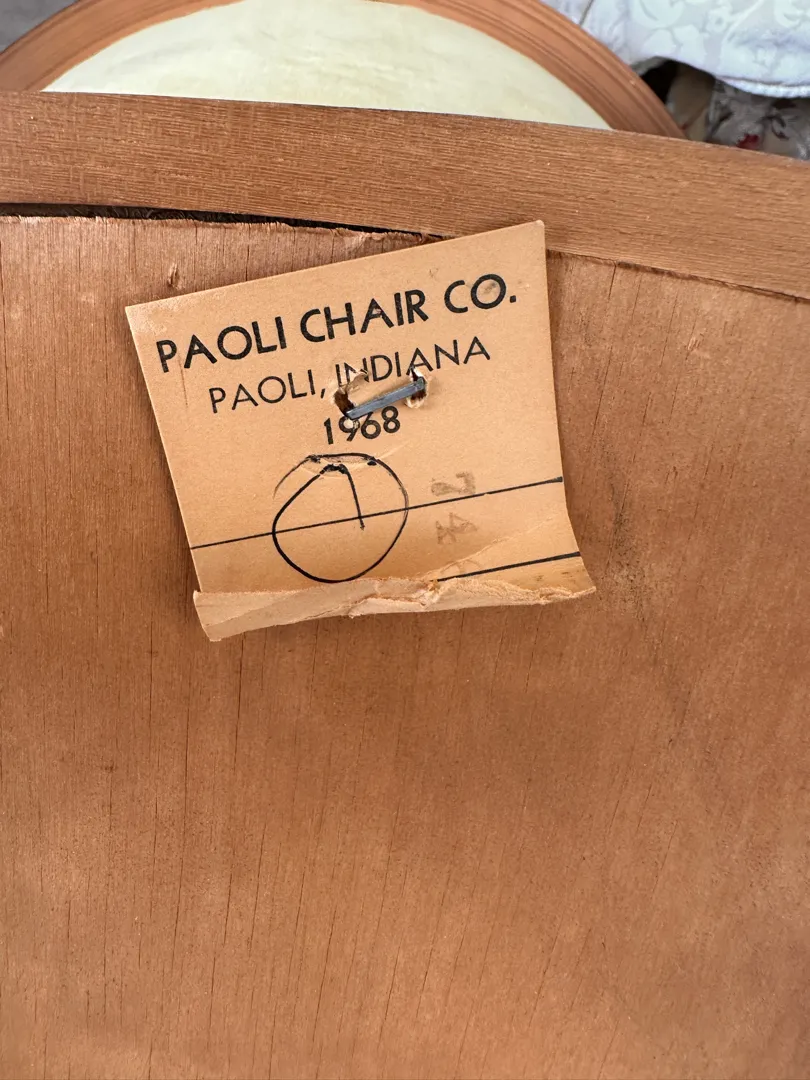 PAOLI CHAIR CO.
PAOLI, INDIANA
1968